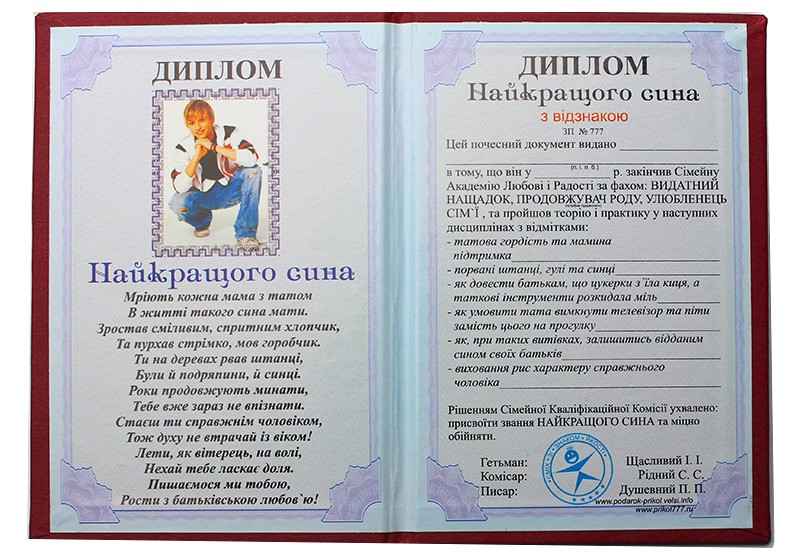 ДИПЛОМ
Найкращого сина
Мріють кожна мама з татом
В житті такого сина мати.
Зростав сміливим, спритним хлопчик,
Та пурхав стрімко, мов горобчик.
Ти на деревах рвав штанці,
Були й подряпини, й синці.
Роки продовжують минати,
Тебе вже зараз не впізнати.
Стаєш ти справжнім чоловіком,
Тож духу не втрачай із віком!
Лети, як вітерець, на волі,
Нехай тебе ласкає доля.
Пишаємося ми тобою,
Рости з батьківською любов`ю!
ДИПЛОМ
Найкращого сина
з відзнакою
ЗП № 777
Цей почесний документ видано
(п. і. п. б.)
в тому, що він у р. закінчив Сімейну
Академію Любові і Радості за фахом: ВИДАТНИЙ
НАЩАДОК, ПРОДОВЖУВАЧ РОДУ, УЛЮБЛЕНЕЦЬ
СІМ`Ї , та пройшов теорію і практику у наступних
дисциплінах з відмітками:
- татова гордість та мамина
підтримка
- порвані штанці, гулі та синці
- як довести батькам, що цукерки з`їла киця, а
таткові інструменти розкидала міль
- як умовити тата вимкнути телевізор та піти
замість цього на прогулку
- як, при таких витівках, залишитись відданим
сином своїх батьків
- виховання рис характеру справжнього
чоловіка
Рішенням Сімейної Кваліфікаційної Комісії ухвалено:
присвоїти звання НАЙКРАЩОГО СИНА та міцно
обійняти.
Гетьман: Щасливий І. І.
Комісар: Рідний С. С.
Писар: Душевний П. П.
СМІХ ЗІ ЗНАКОМ ЯКОСТІ
www.podarok-prikol.velsi.info
www.prikol777.ru